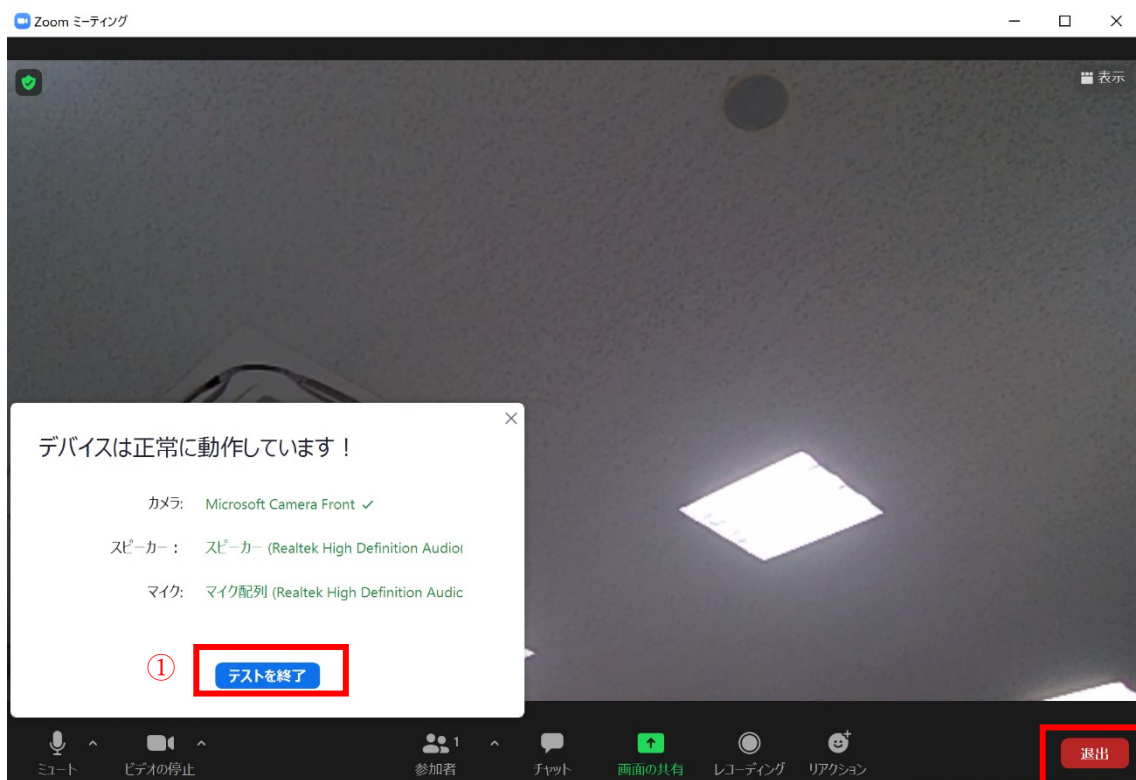 Zoom ミーティング
表示
デバイスは正常に動作しています！
カメラ: Microsoft Camera Front
スピーカー： スピーカー (Realtek High Definition Audio(
マイク: マイク配列 (Realtek High Definition Audic
① テストを終了
ミュート ビデオの停止 参加者 1 チャット 画面の共有 レコーディング リアクション 退出